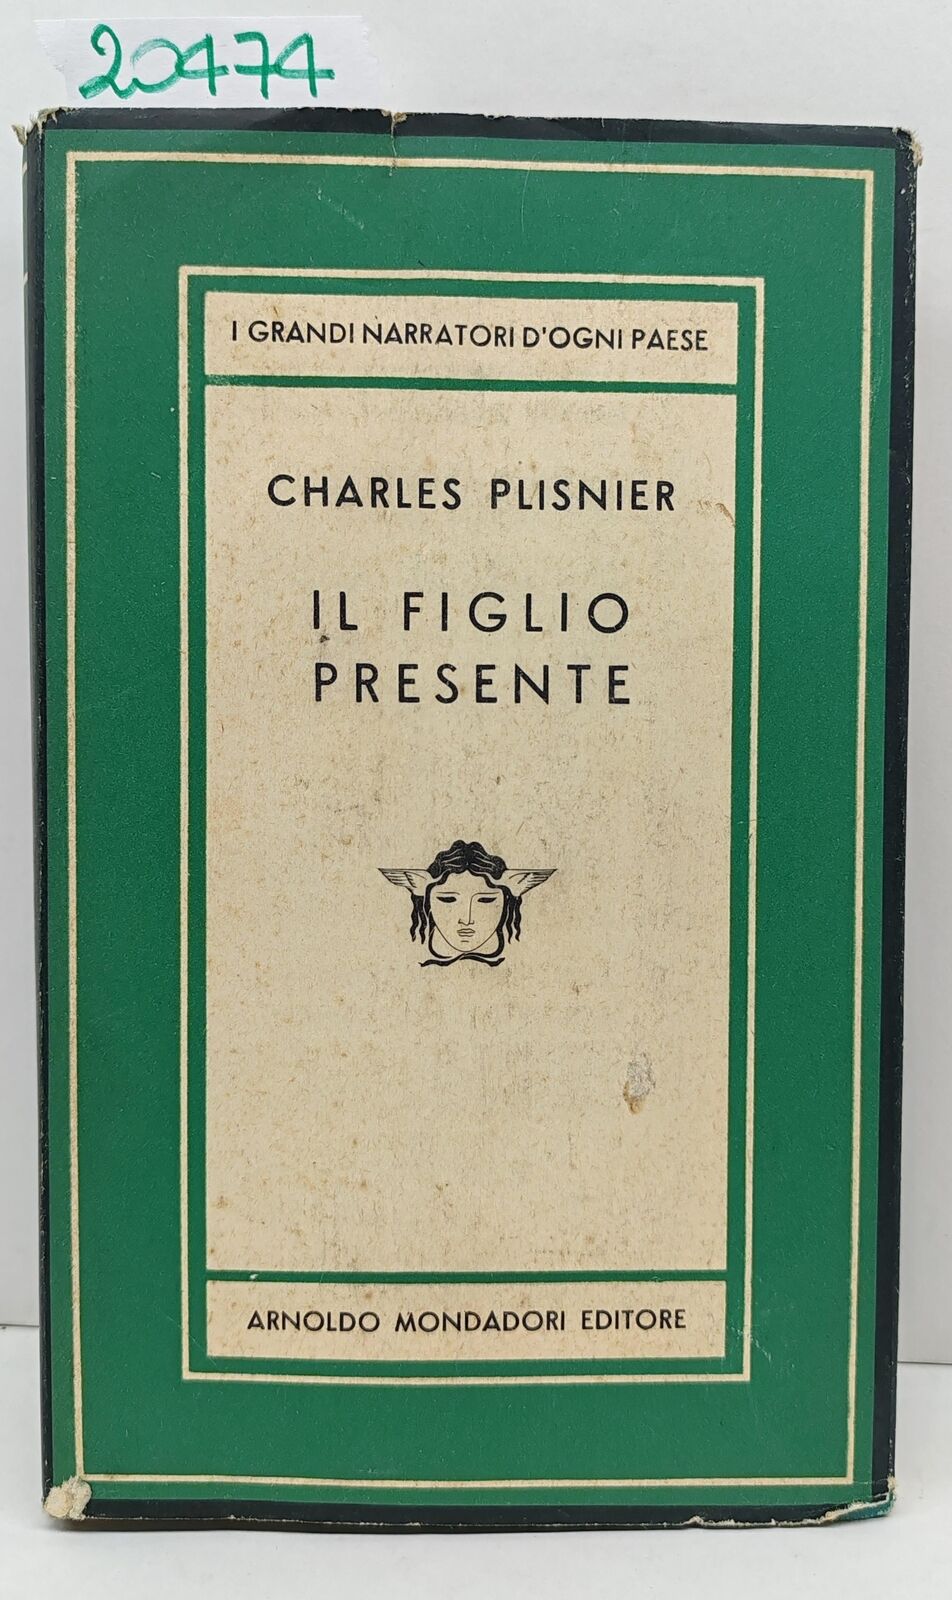 20474
I GRANDI NARRATORI D'OGNI PAESE
CHARLES PLISNIER
IL FIGLIO
PRESENTE
ARNOLDO MONDADORI EDITORE